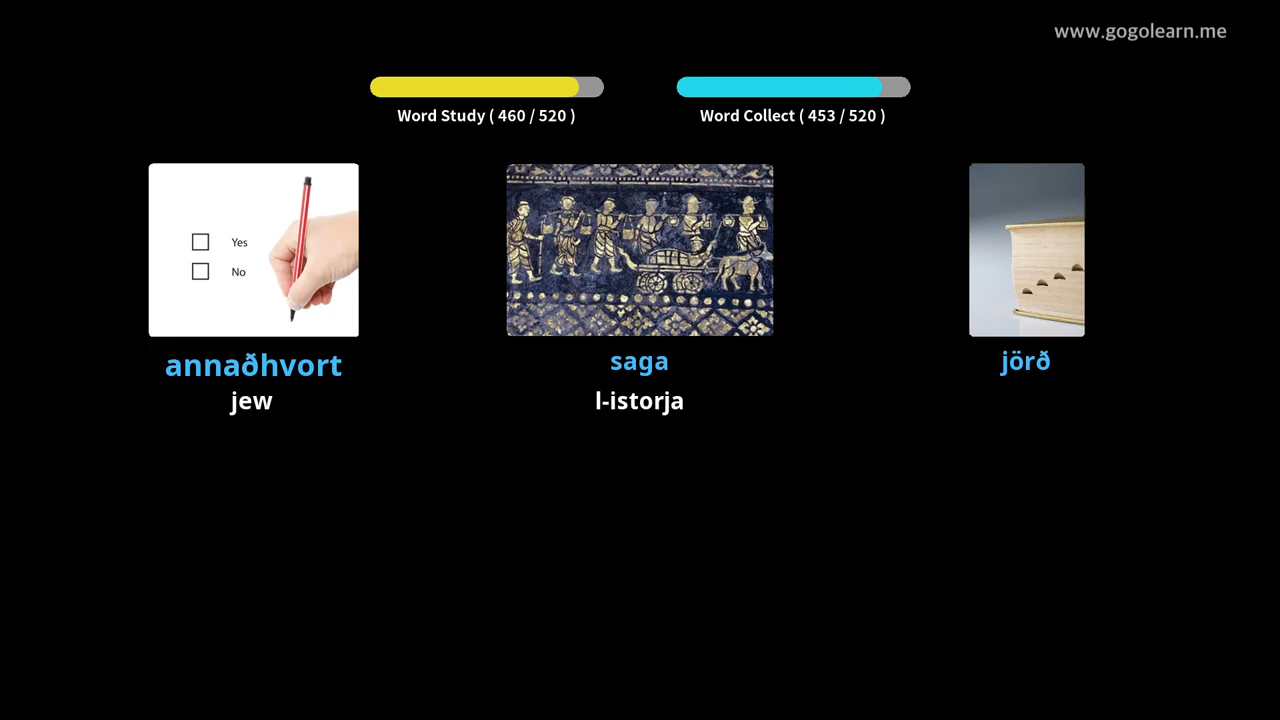 www.gogolearn.me
Word Study ( 460 / 520 )
Word Collect ( 453 / 520 )
Yes
No
annaðhvort
saga
jörð
jew
l-istorja